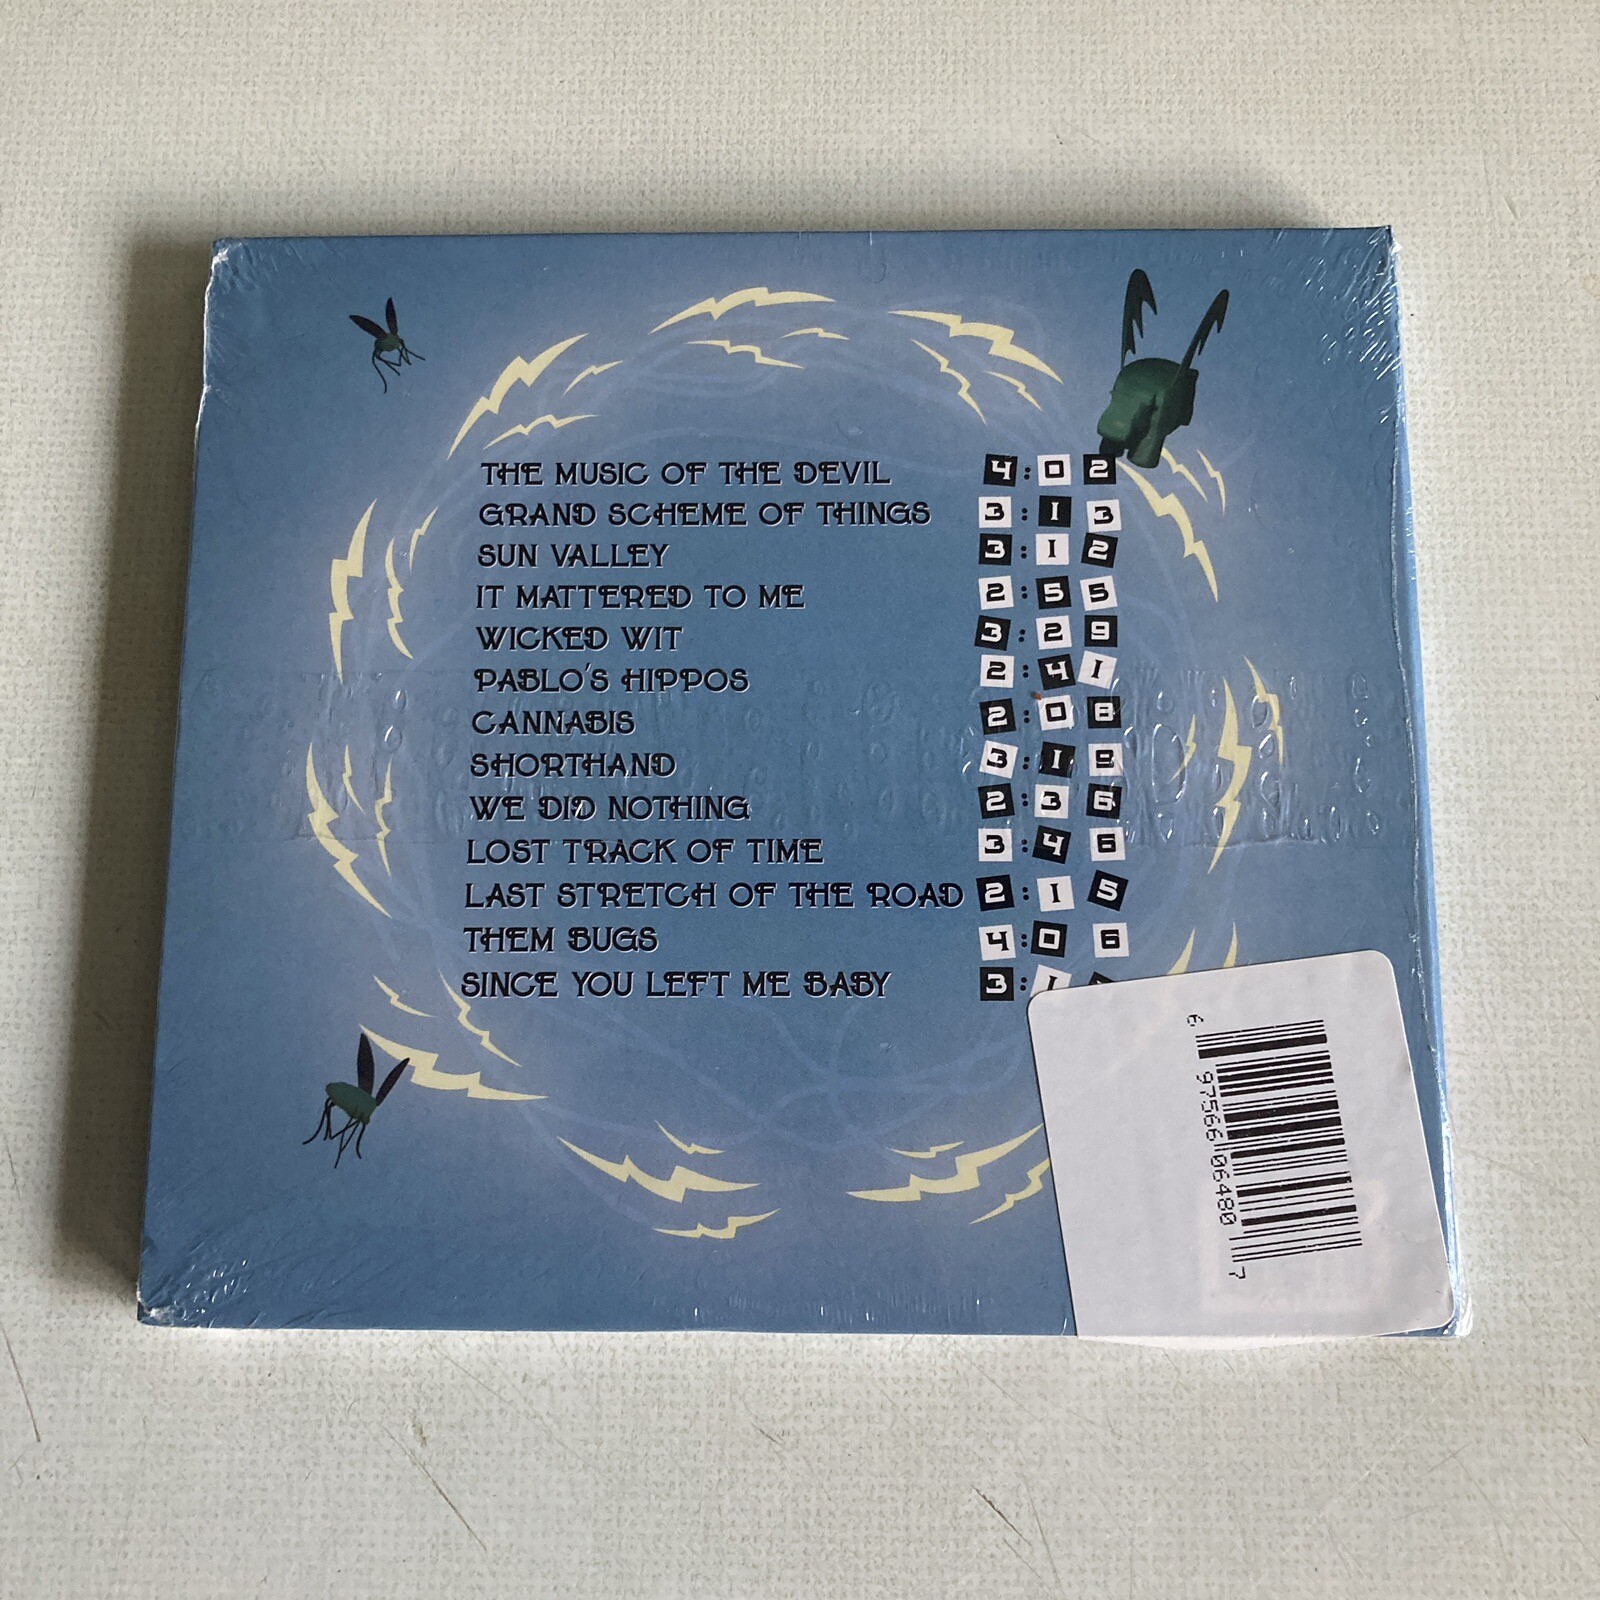 THE MUSIC OF THE DEVIL 4:02
GRAND SCHEME OF THINGS 3:13
SUN VALLEY 3:12
IT MATTERED TO ME 2:55
WICKED WIT 3:29
PABLO'S HIPPOS 2:41
CANNABIS 2:08
SHORTHAND 3:19
WE DID NOTHING 2:36
LOST TRACK OF TIME 3:46
LAST STRETCH OF THE ROAD 2:15
THEM BUGS 4:06
SINCE YOU LEFT ME BABY
6 97566 06480 7